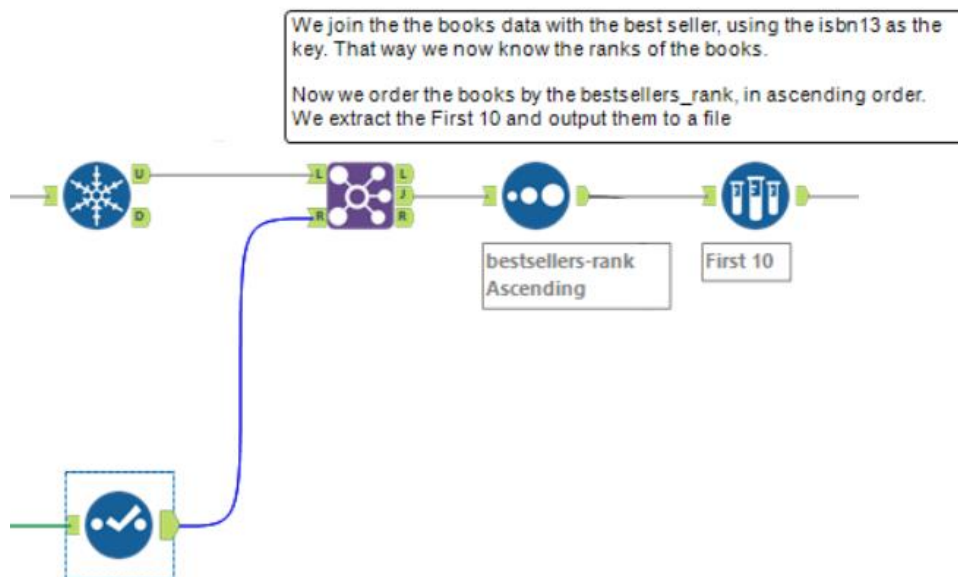 We join the the books data with the best seller, using the isbn13 as the
key. That way we now know the ranks of the books.
Now we order the books by the bestsellers_rank, in ascending order.
We extract the First 10 and output them to a file
U
D
L
R
L
J
R
bestsellers-rank
Ascending
First 10